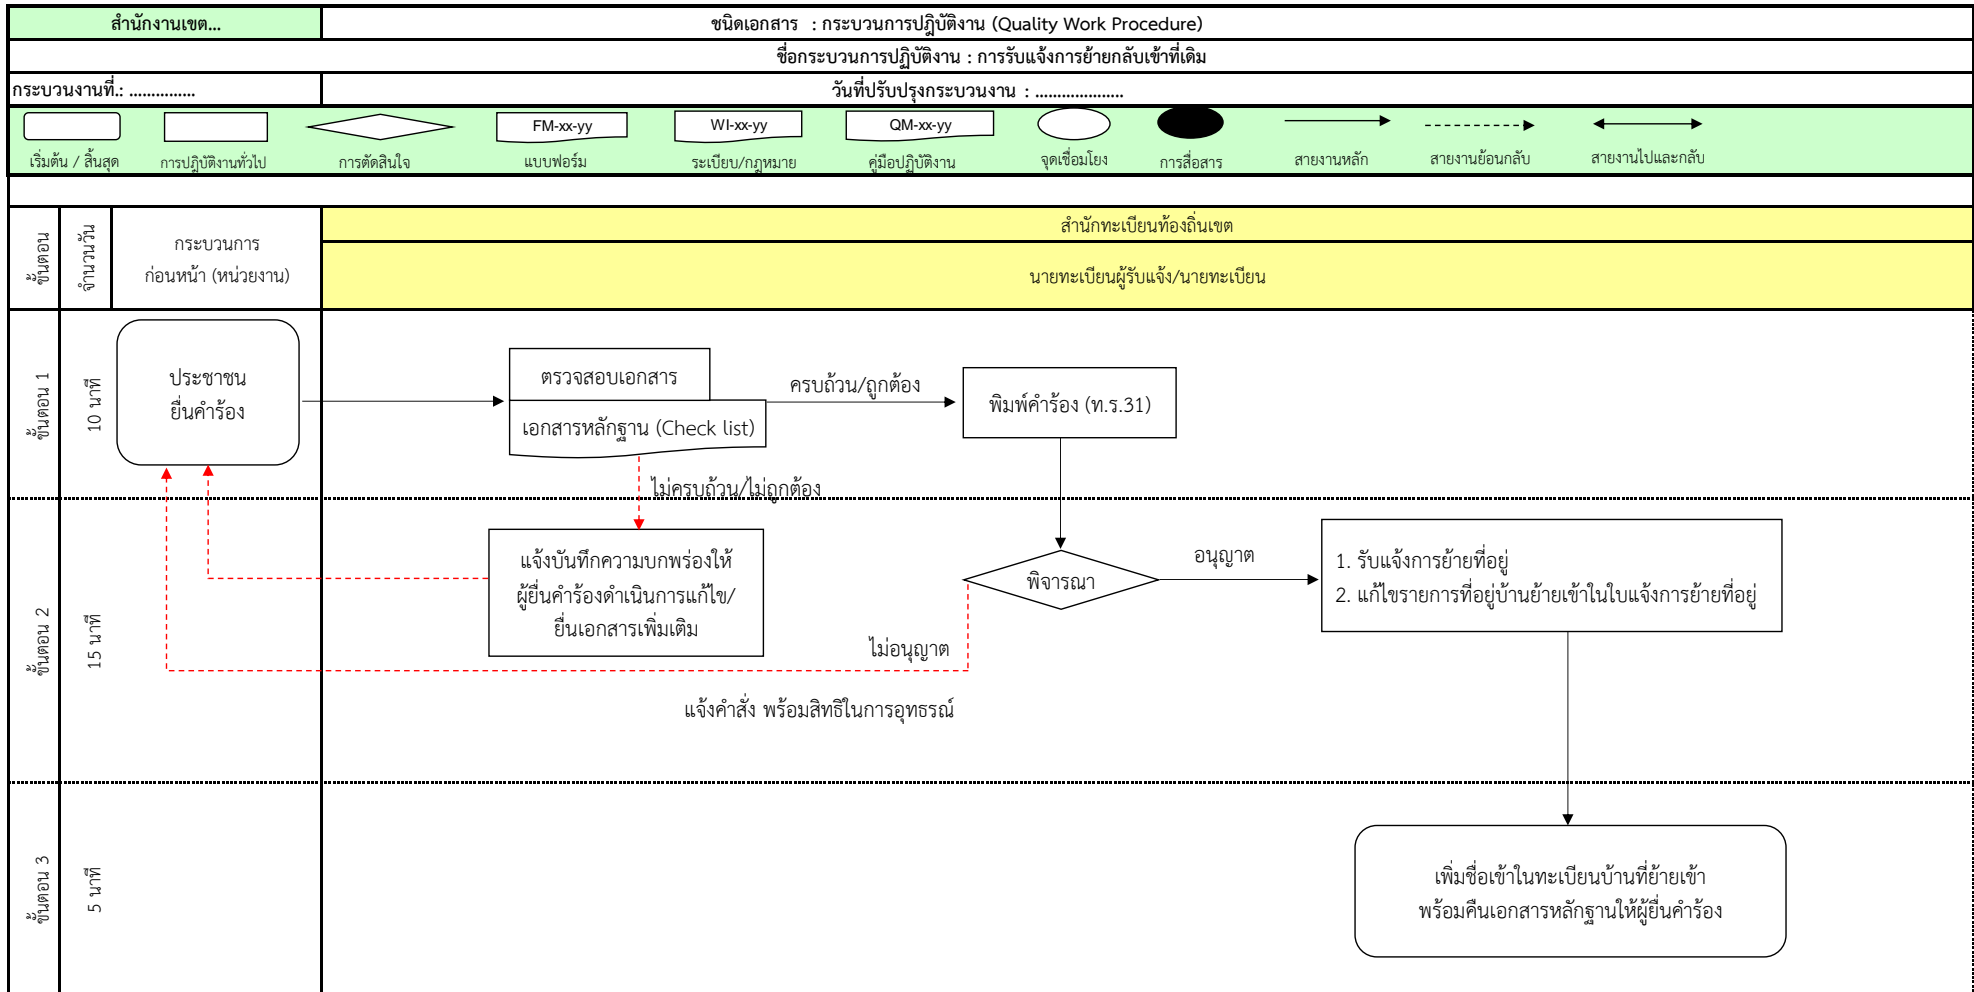 สำนักงานเขต...
ชนิดเอกสาร : กระบวนการปฏิบัติงาน (Quality Work Procedure)
ชื่อกระบวนการปฏิบัติงาน : การรับแจ้งการย้ายกลับเข้าที่เดิม
กระบวนงานที่.: ...............
วันที่ปรับปรุงกระบวนงาน : ....................
FM-xx-yy
WI-xx-yy
QM-xx-yy
เริ่มต้น / สิ้นสุด
การปฏิบัติงานทั่วไป
การตัดสินใจ
แบบฟอร์ม
ระเบียบ/กฎหมาย
คู่มือปฏิบัติงาน
จุดเชื่อมโยง
การสื่อสาร
สายงานหลัก
สายงานย้อนกลับ
สายงานไปและกลับ
ขั้นตอน
จำนวนวัน
กระบวนการ
ก่อนหน้า (หน่วยงาน)
สำนักทะเบียนท้องถิ่นเขต
นายทะเบียนผู้รับแจ้ง/นายทะเบียน
ขั้นตอน 1
10 นาที
ประชาชน
ยื่นคำร้อง
ตรวจสอบเอกสาร
เอกสารหลักฐาน (Check list)
ครบถ้วน/ถูกต้อง
พิมพ์คำร้อง (ท.ร.31)
ไม่ครบถ้วน/ไม่ถูกต้อง
ขั้นตอน 2
15 นาที
แจ้งบันทึกความบกพร่องให้
ผู้ยื่นคำร้องดำเนินการแก้ไข/
ยื่นเอกสารเพิ่มเติม
พิจารณา
อนุญาต
1. รับแจ้งการย้ายที่อยู่
2. แก้ไขรายการที่อยู่บ้านย้ายเข้าในใบแจ้งการย้ายที่อยู่
ไม่อนุญาต
แจ้งคำสั่ง พร้อมสิทธิในการอุทธรณ์
ขั้นตอน 3
5 นาที
เพิ่มชื่อเข้าในทะเบียนบ้านที่ย้ายเข้า
พร้อมคืนเอกสารหลักฐานให้ผู้ยื่นคำร้อง